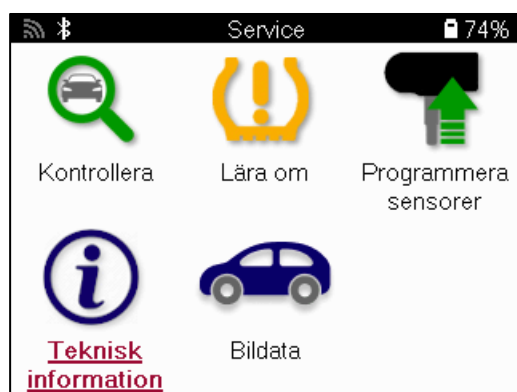 Service
74%
Kontrollera
Lära om
Programmera
sensorer
Teknisk
information
Bildata